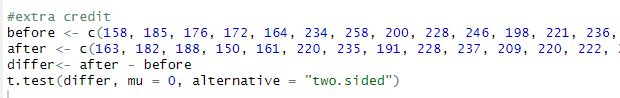 #extra credit
before <- c(158, 185, 176, 172, 164, 234, 258, 200, 228, 246, 198, 221, 236,
after <- c(163, 182, 188, 150, 161, 220, 235, 191, 228, 237, 209, 220, 222,
differ<- after - before
t.test(differ, mu = 0, alternative = "two.sided")